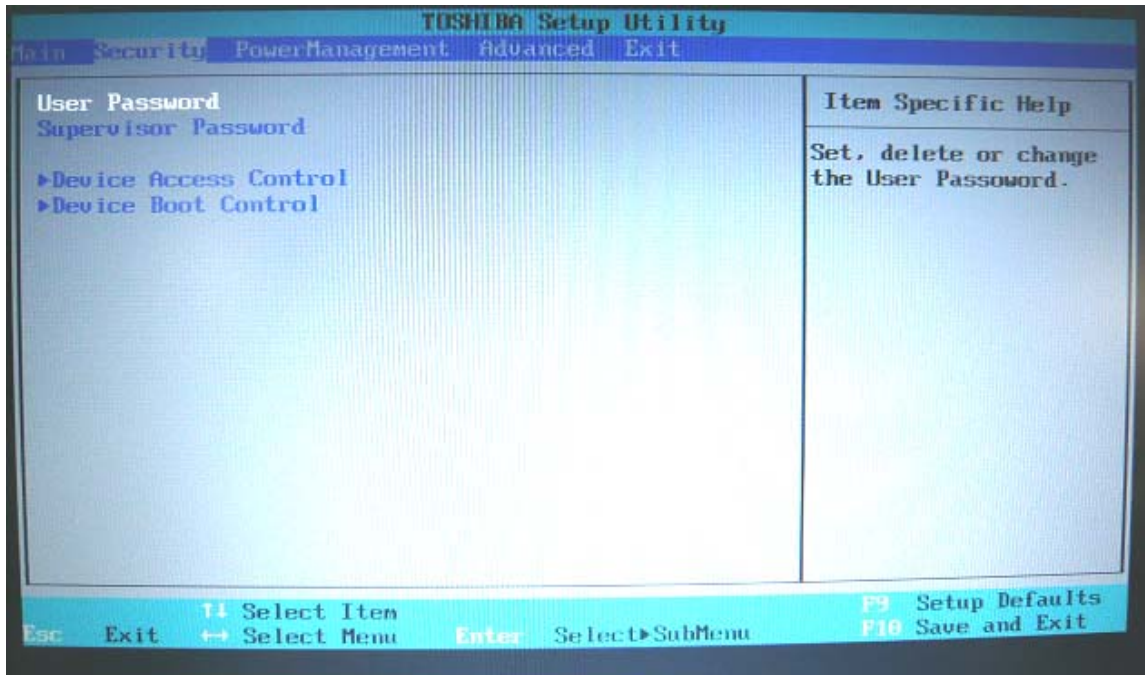 TOSHIBA Setup Utility
Main Security PowerManagement Advanced Exit
User Password
Supervisor Password
▶Device Access Control
▶Device Boot Control
Item Specific Help
Set, delete or change
the User Passoword.
↑↓ Select Item
F9 Setup Defaults
Esc Exit ↔ Select Menu Enter Select▶SubMenu
F10 Save and Exit